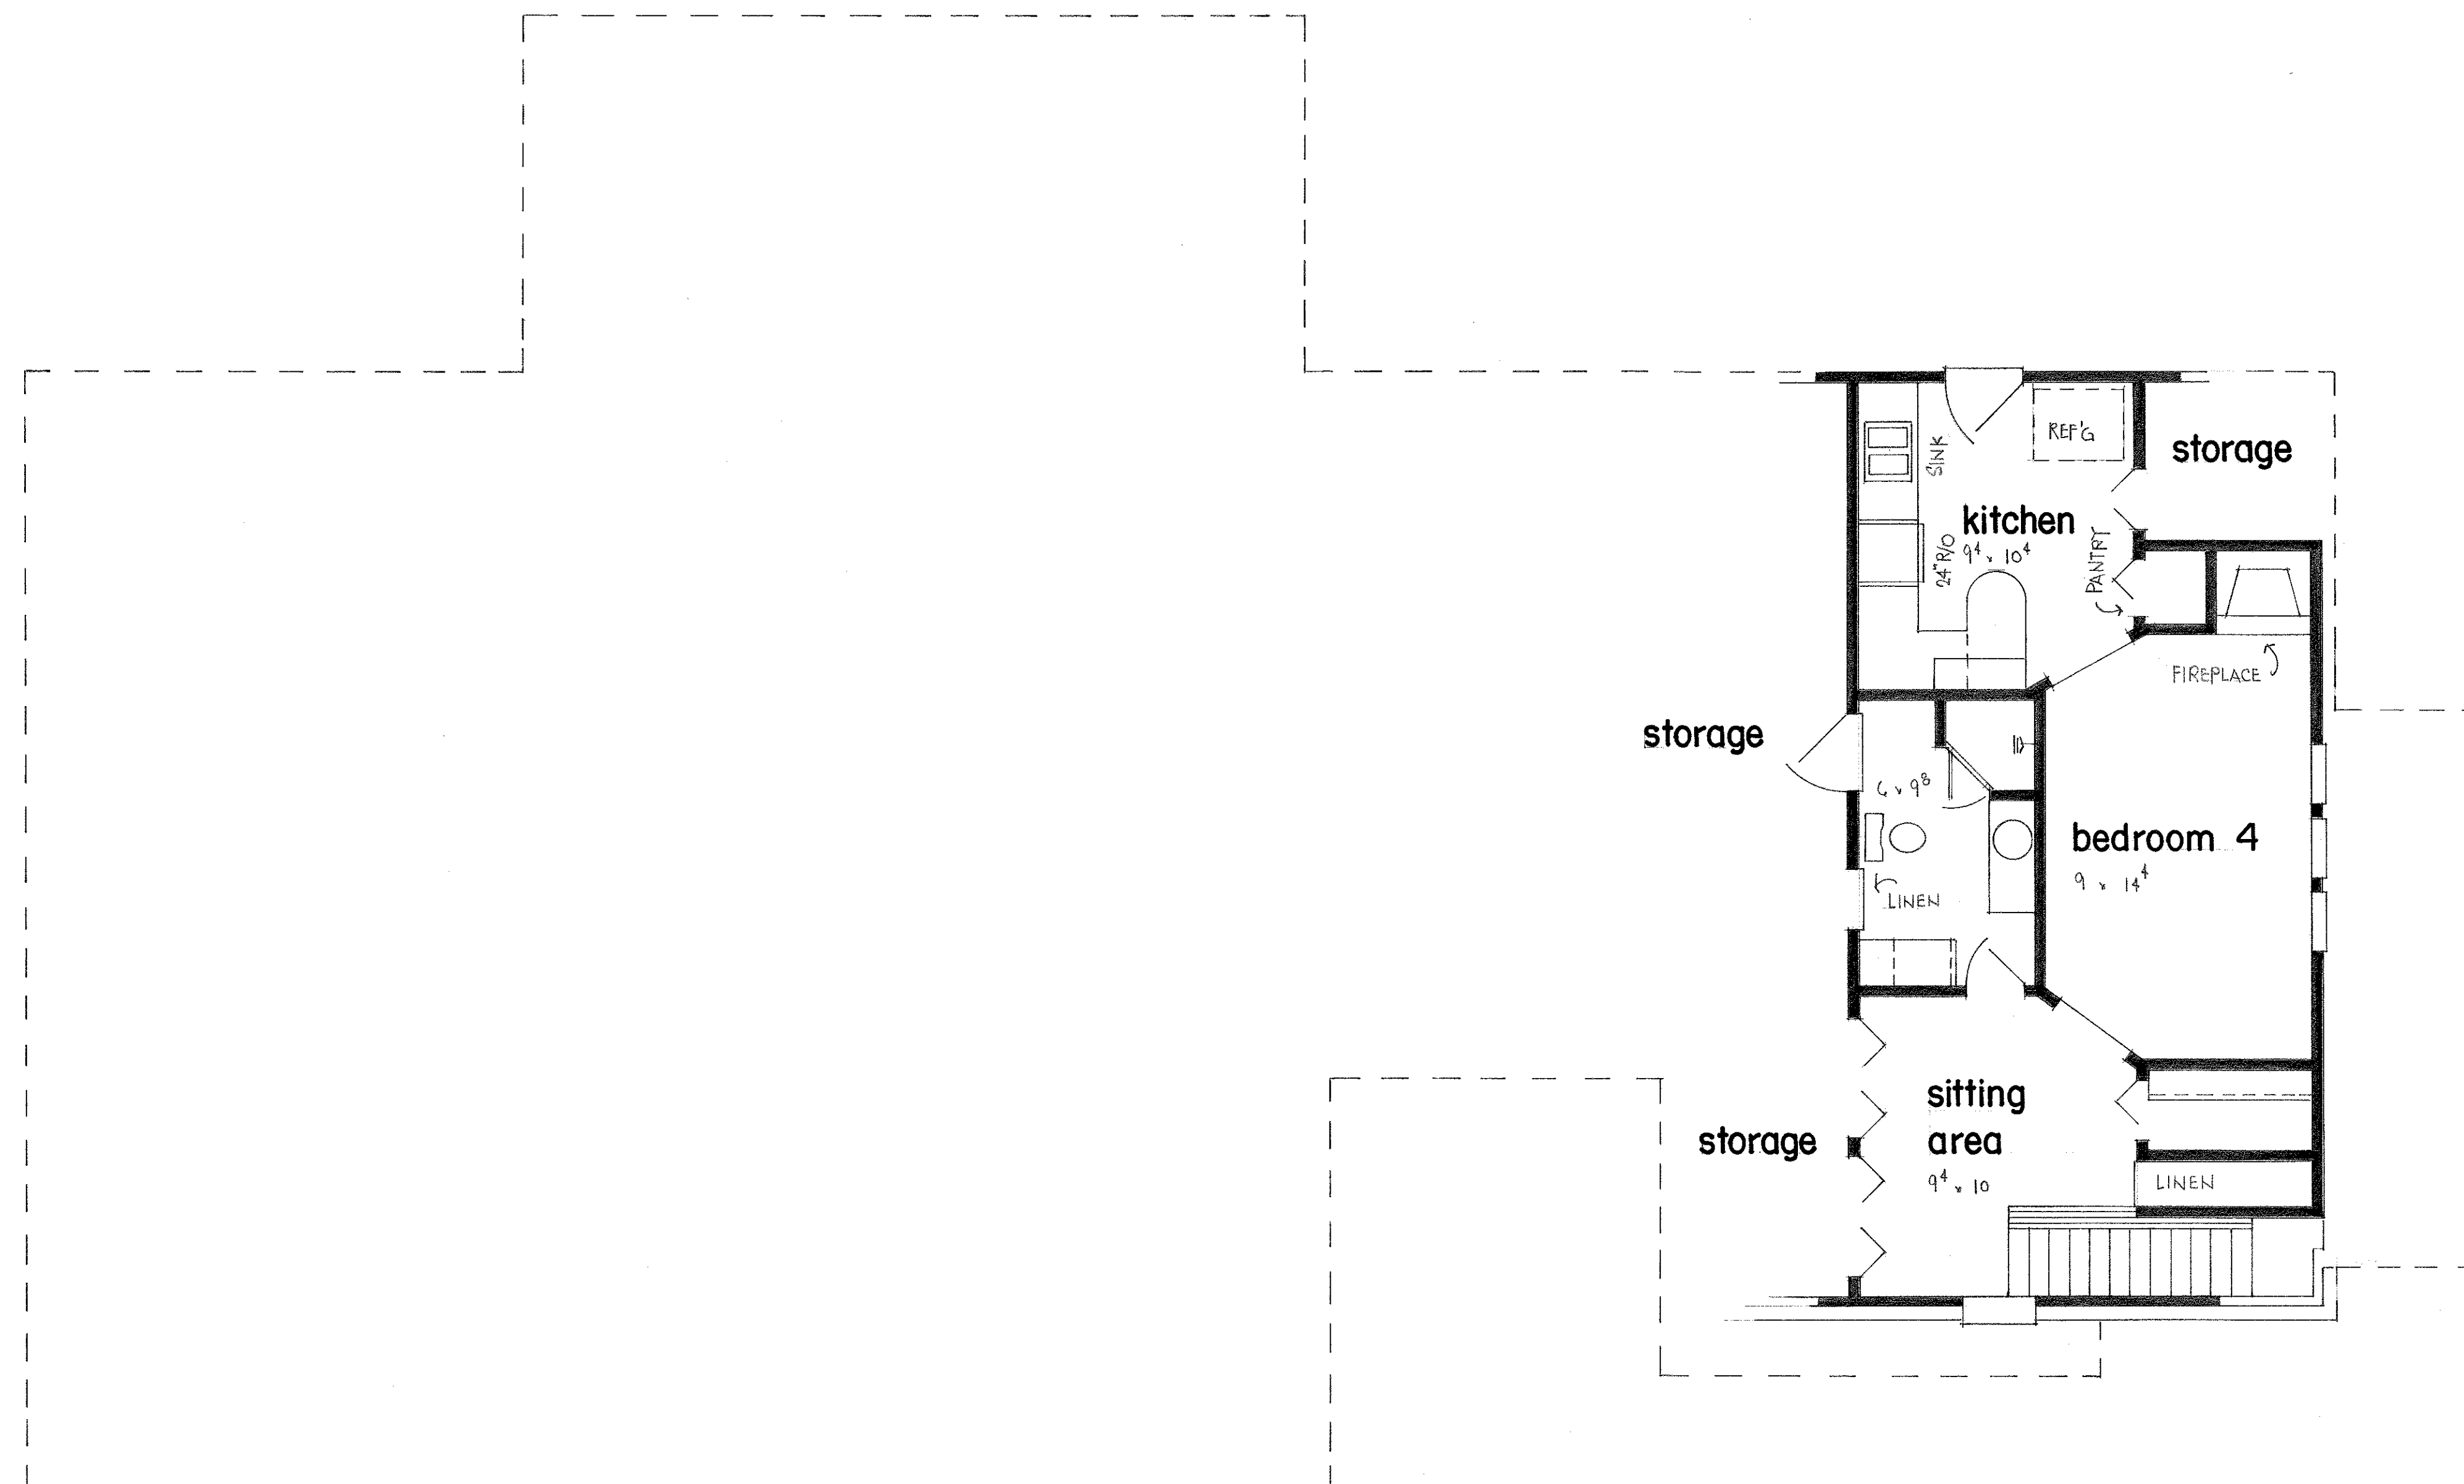 REF'G
storage
SINK
kitchen
9⁴ x 10⁴
24" R/O
PANTRY
FIREPLACE
storage
6 x 9⁸
bedroom 4
9 x 14⁴
LINEN
sitting
area
9⁴ x 10
storage
LINEN